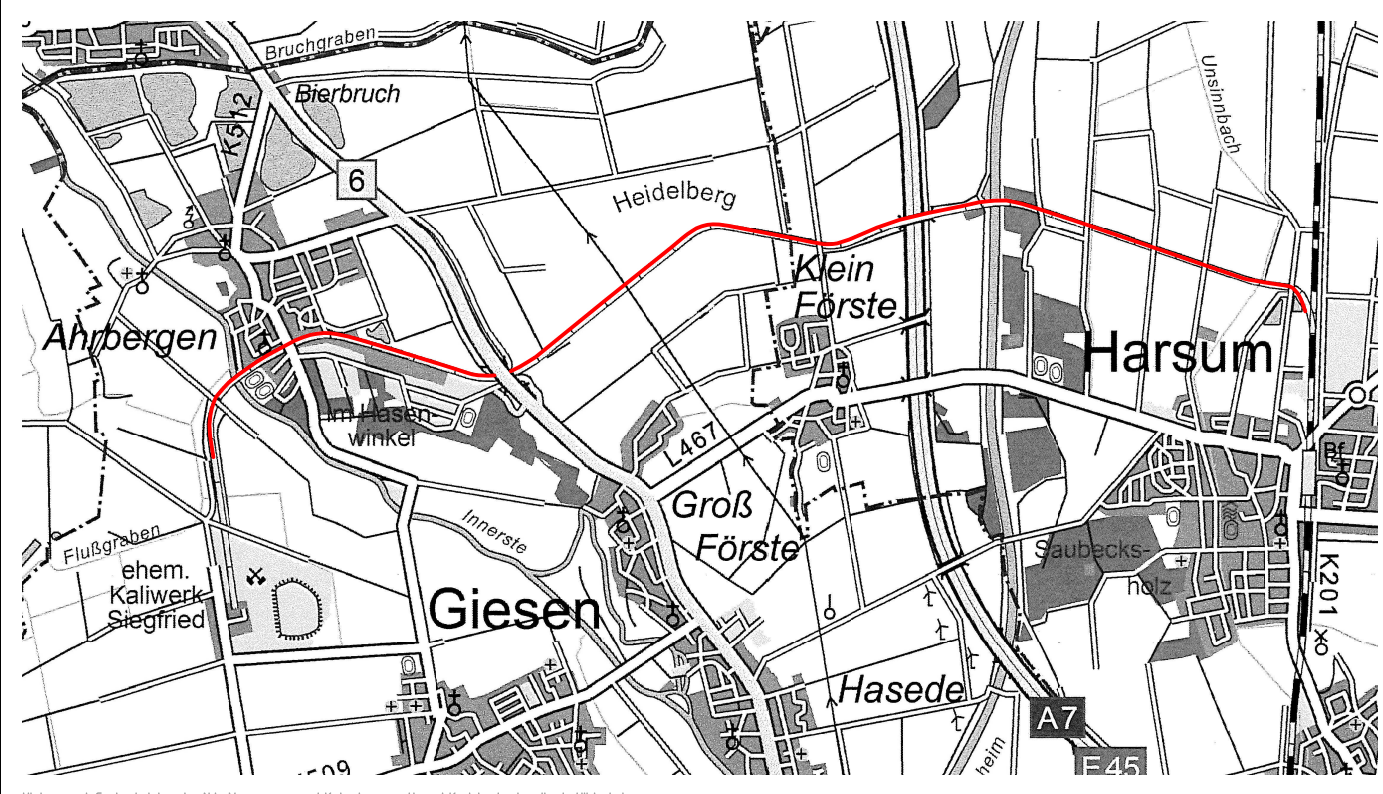 Bruchgraben
Bierbruch
K512
Unsinnbach
6
Heidelberg
Klein
Förste
Ahrbergen
Harsum
Im Hasen-
winkel
L467
Bf
Groß
Förste
Innerste
Flußgraben
ehem.
Kaliwerk
Siegfried
Giesen
Saubecks-
holz
K201
Hasede
A7
E45
heim